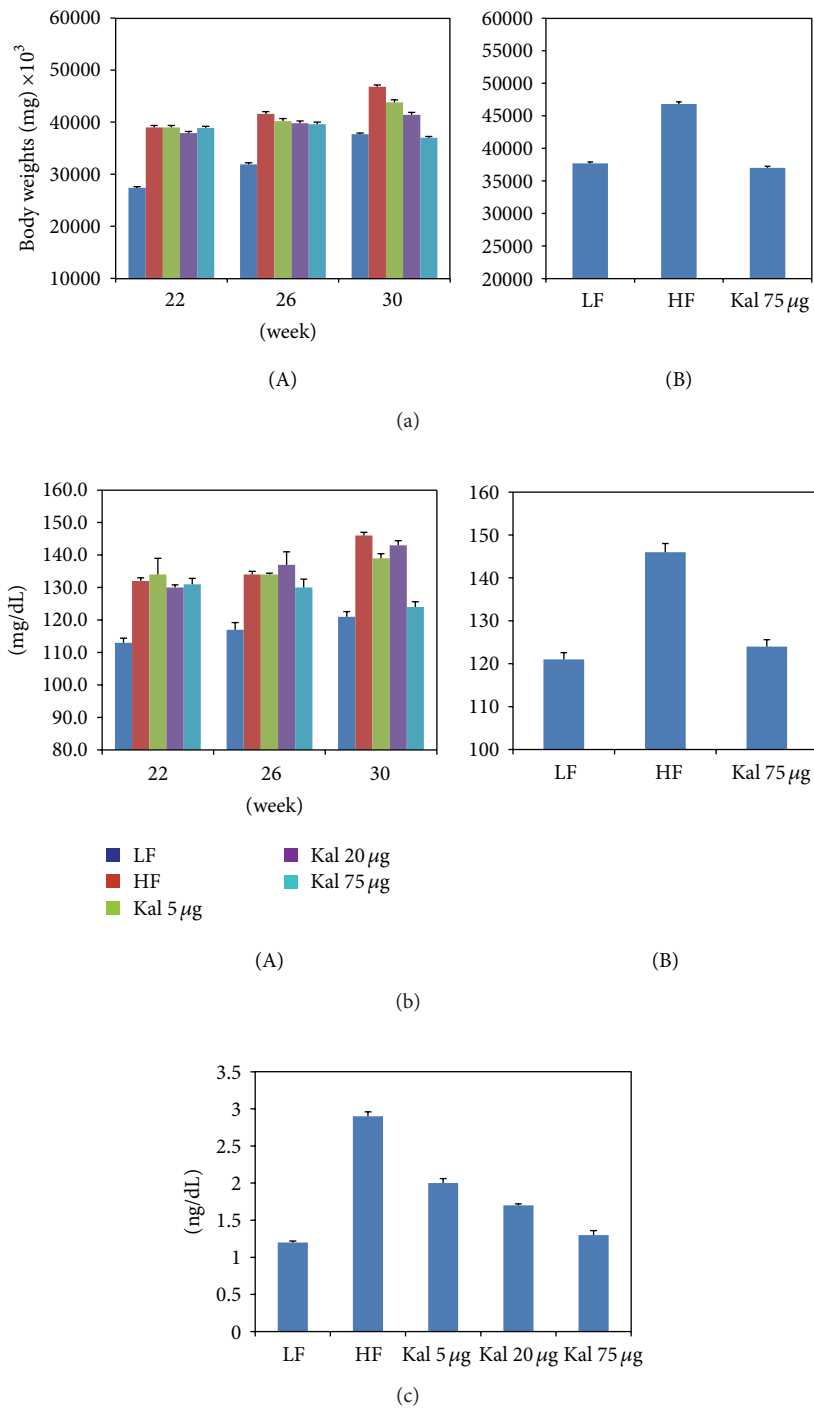 60000
50000
40000
30000
20000
10000
Body weights (mg) ×10³
22 26 30
(week)
(A)
60000
55000
50000
45000
40000
35000
30000
25000
20000
LF HF Kal 75 µg
(B)
(a)
160.0
150.0
140.0
130.0
120.0
110.0
100.0
90.0
80.0
(mg/dL)
22 26 30
(week)
LF
HF
Kal 5 µg
Kal 20 µg
Kal 75 µg
(A)
160
150
140
130
120
110
100
LF HF Kal 75 µg
(B)
(b)
3.5
3
2.5
2
1.5
1
0.5
0
(ng/dL)
LF HF Kal 5 µg Kal 20 µg Kal 75 µg
(c)